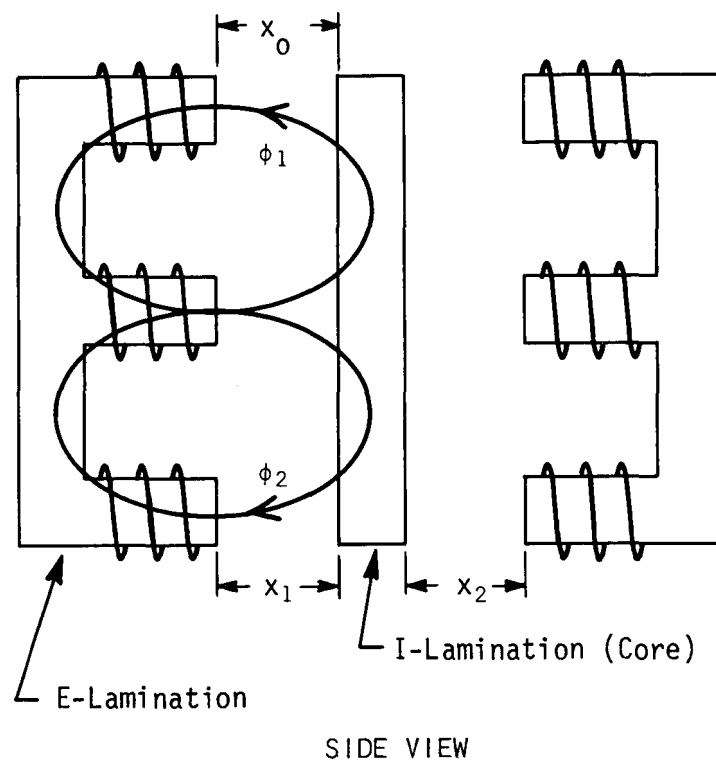 x₀
ϕ₁
ϕ₂
x₁
x₂
I-Lamination (Core)
E-Lamination
SIDE VIEW